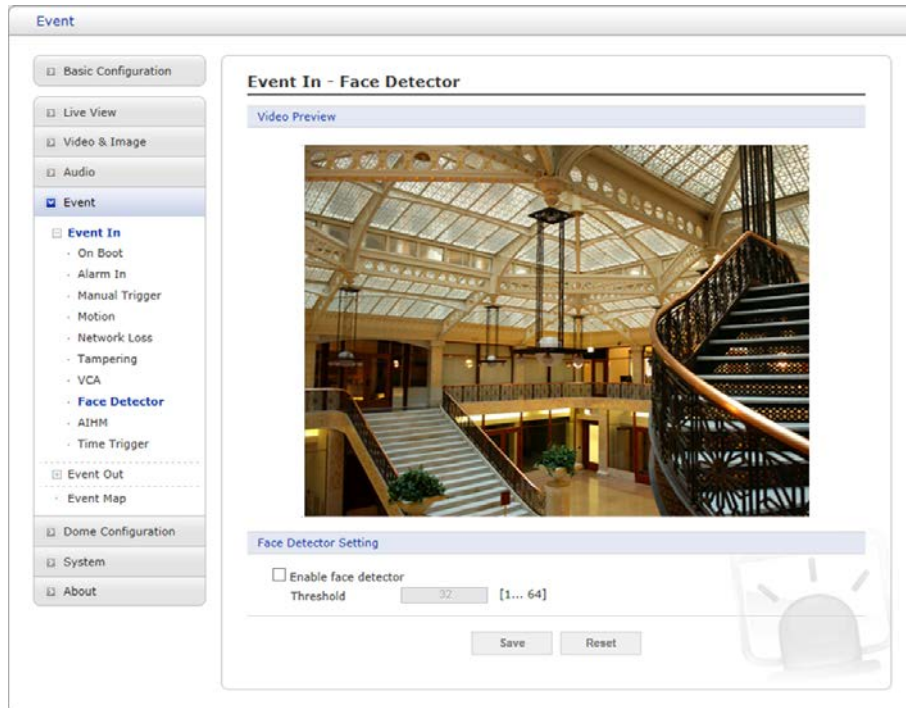 Event
Basic Configuration
Live View
Video & Image
Audio
Event
Event In
On Boot
Alarm In
Manual Trigger
Motion
Network Loss
Tampering
VCA
Face Detector
AIHM
Time Trigger
Event Out
Event Map
Dome Configuration
System
About
Event In - Face Detector
Video Preview
Face Detector Setting
Enable face detector
Threshold 32 [1... 64]
Save Reset